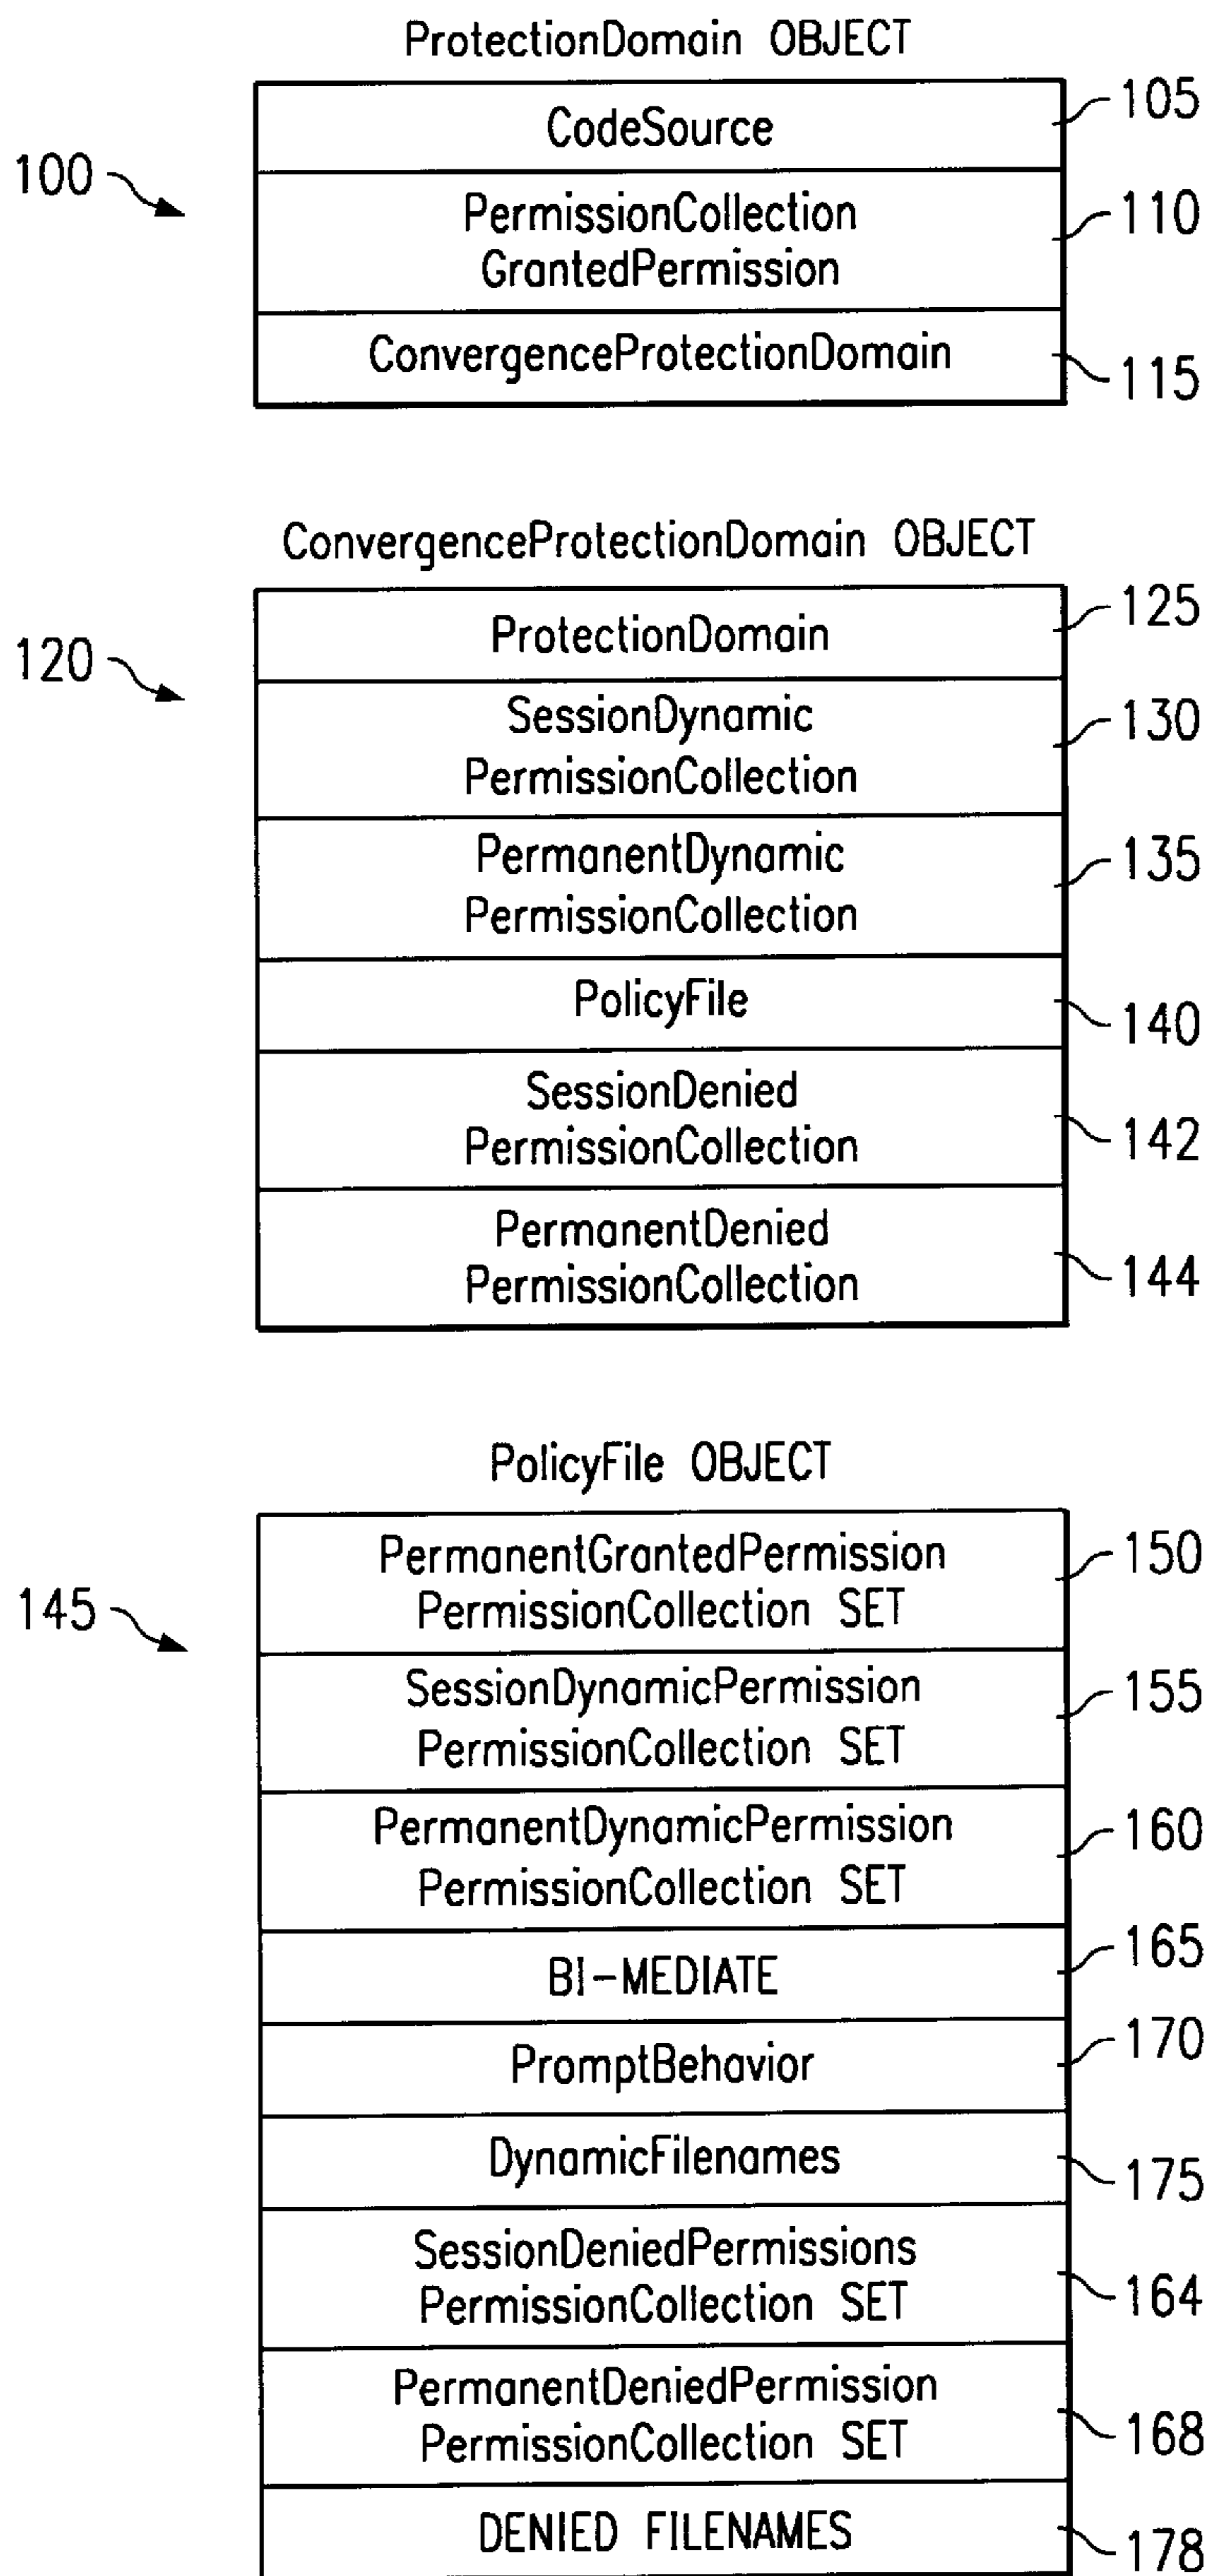 ProtectionDomain OBJECT
100
CodeSource
105
PermissionCollection
GrantedPermission
110
ConvergenceProtectionDomain
115
ConvergenceProtectionDomain OBJECT
120
ProtectionDomain
125
SessionDynamic
PermissionCollection
130
PermanentDynamic
PermissionCollection
135
PolicyFile
140
SessionDenied
PermissionCollection
142
PermanentDenied
PermissionCollection
144
PolicyFile OBJECT
145
PermanentGrantedPermission
PermissionCollection SET
150
SessionDynamicPermission
PermissionCollection SET
155
PermanentDynamicPermission
PermissionCollection SET
160
BI-MEDIATE
165
PromptBehavior
170
DynamicFilenames
175
SessionDeniedPermissions
PermissionCollection SET
164
PermanentDeniedPermission
PermissionCollection SET
168
DENIED FILENAMES
178